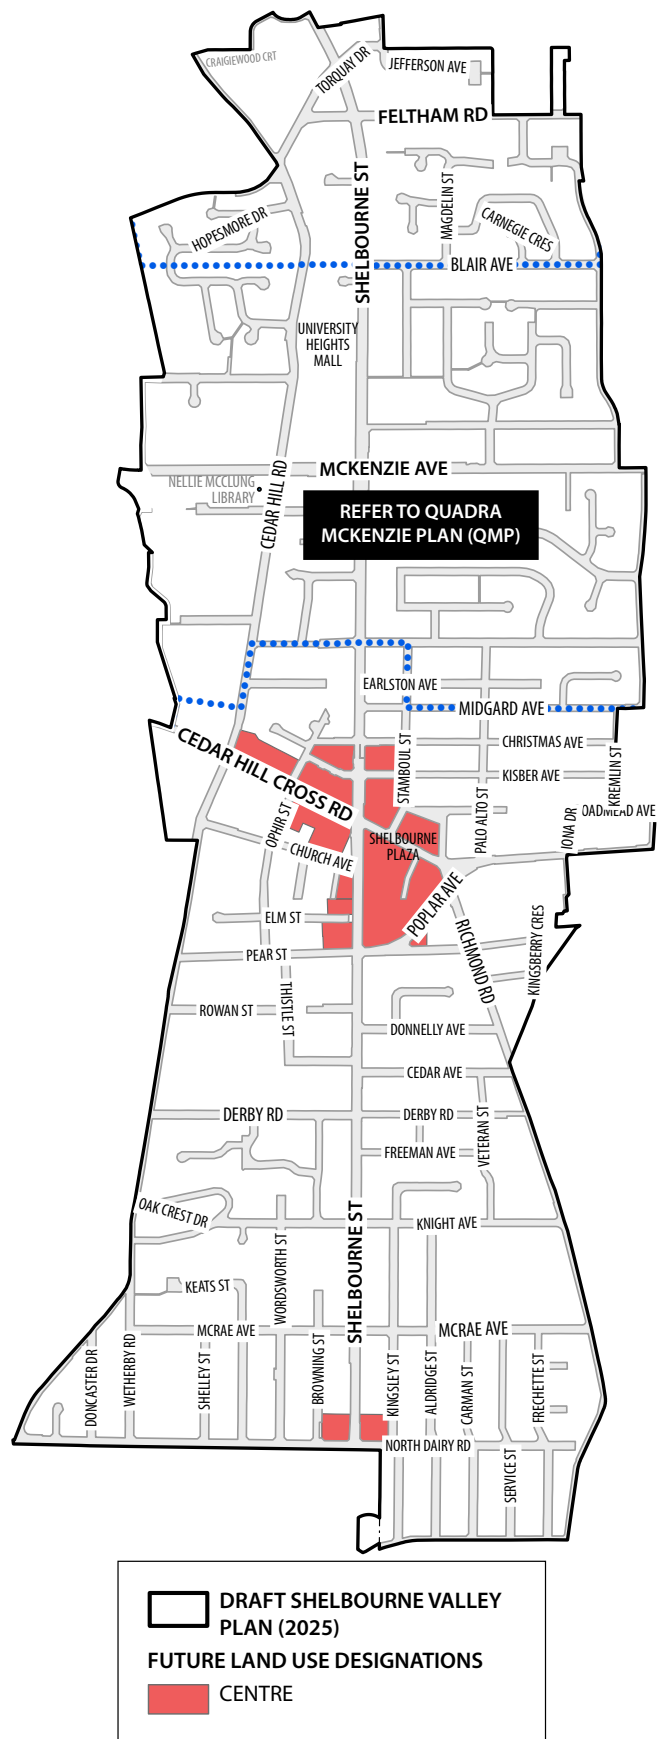 CRAIGIEWOOD CRT
TORQUAY DR
JEFFERSON AVE
FELTHAM RD
SHELBOURNE ST
MAGDELIN ST
HOPESMORE DR
CARNEGIE CRES
BLAIR AVE
UNIVERSITY
HEIGHTS
MALL
MCKENZIE AVE
NELLIE MCCLUNG
LIBRARY
CEDAR HILL RD
REFER TO QUADRA
MCKENZIE PLAN (QMP)
EARLSTON AVE
MIDGARD AVE
CEDAR HILL CROSS RD
STAMBOUL ST
CHRISTMAS AVE
KISBER AVE
KREMLIN ST
OPHIR ST
PALO ALTO ST
IONA DR
OADMEAD AVE
SHELBOURNE
PLAZA
CHURCH AVE
POPLAR AVE
ELM ST
RICHMOND RD
KINGSBERRY CRES
PEAR ST
THISTLE ST
ROWAN ST
DONNELLY AVE
CEDAR AVE
DERBY RD
DERBY RD
VETERAN ST
FREEMAN AVE
OAK CREST DR
SHELBOURNE ST
KNIGHT AVE
WORDSWORTH ST
KEATS ST
MCRAE AVE
MCRAE AVE
DONCASTER DR
WETHERBY RD
SHELLEY ST
BROWNING ST
KINGSLEY ST
ALDRIDGE ST
CARMAN ST
FRECHETTE ST
NORTH DAIRY RD
SERVICE ST
DRAFT SHELBOURNE VALLEY
PLAN (2025)
FUTURE LAND USE DESIGNATIONS
CENTRE